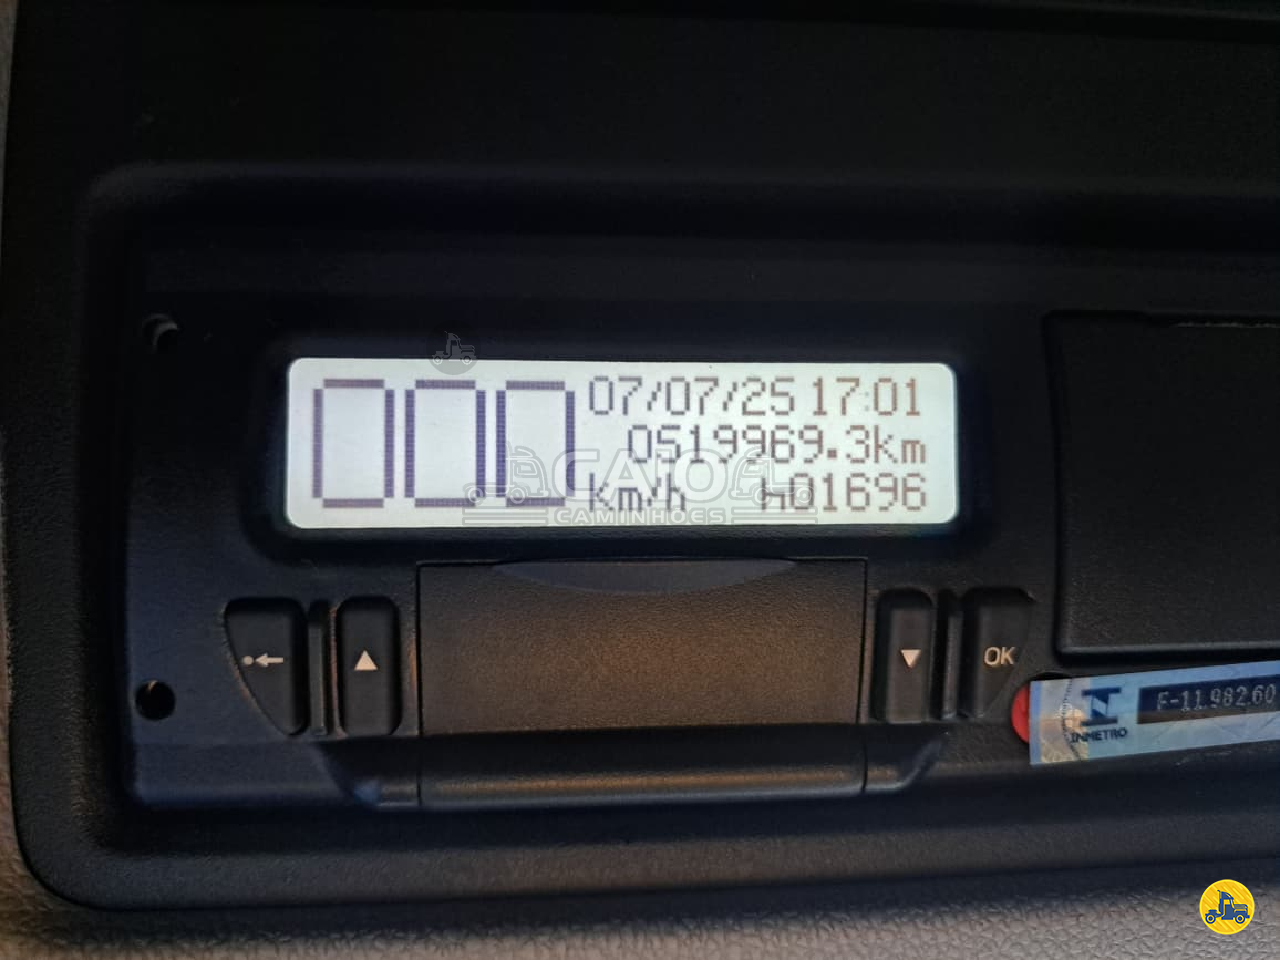 000
07/07/25 17:01
0519969.3km
km/h
h01696
CAIO
CAMINHÕES
OK
INMETRO
F-11.982.60